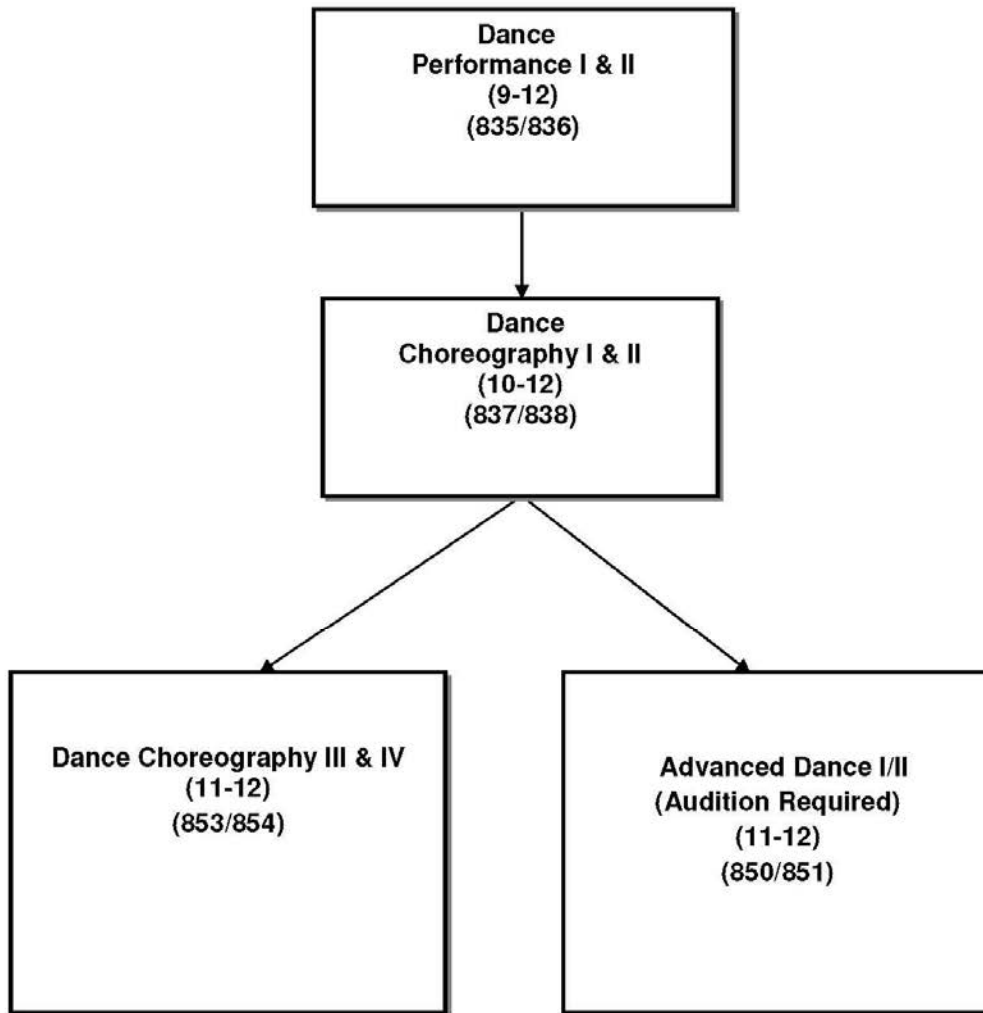 Dance
Performance I & II
(9-12)
(835/836)
Dance
Choreography I & II
(10-12)
(837/838)
Dance Choreography III & IV
(11-12)
(853/854)
Advanced Dance I/II
(Audition Required)
(11-12)
(850/851)